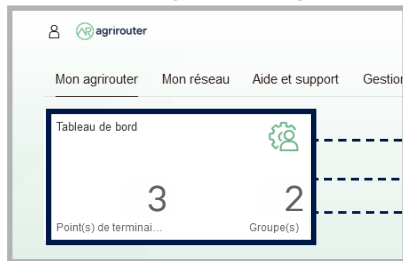 agrirouter
Mon agrirouter Mon réseau Aide et support Gestion
Tableau de bord
3 2
Point(s) de terminai... Groupe(s)